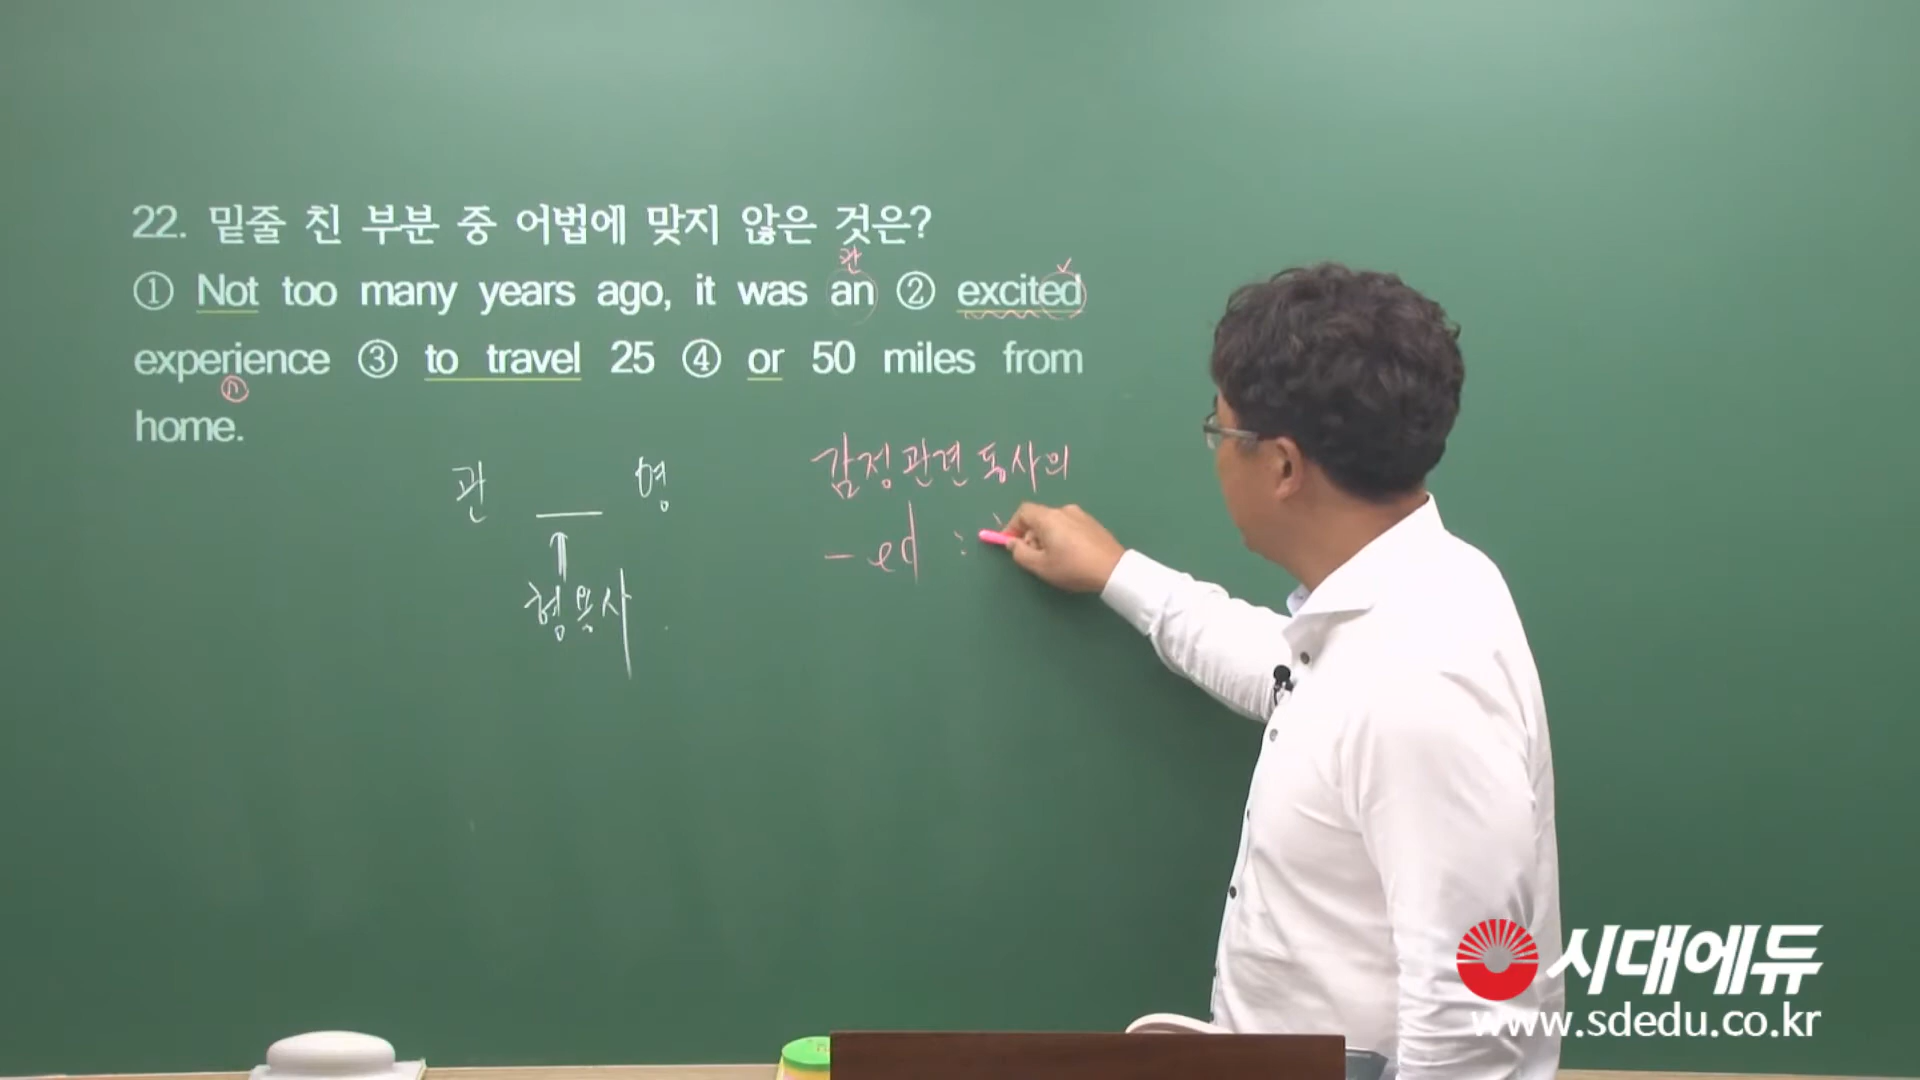 22. 밑줄 친 부분 중 어법에 맞지 않은 것은?
관
① Not too many years ago, it was an ② excited
experience ③ to travel 25 ④ or 50 miles from
n
home.
관 __ 명
형용사
감정관련 동사의
-ed :
시대에듀
www.sdedu.co.kr